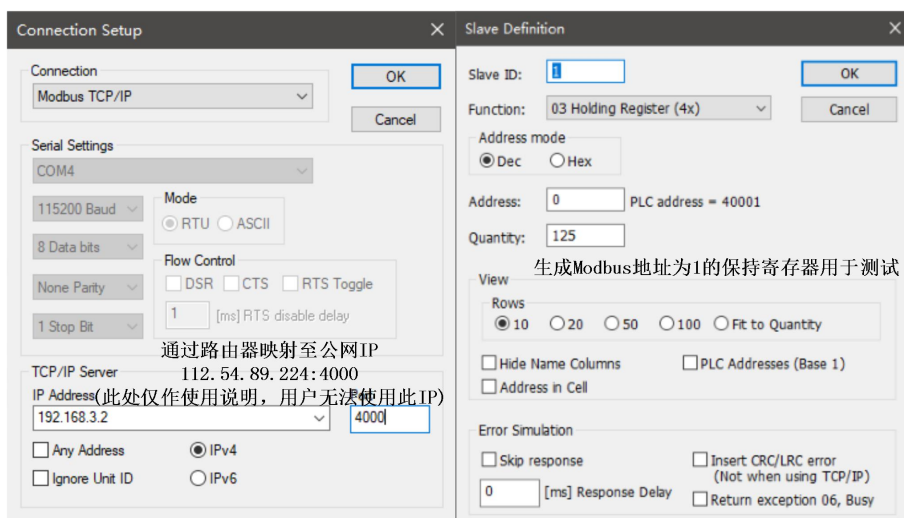 Connection Setup
Connection
Modbus TCP/IP
OK
Cancel
Serial Settings
COM4
115200 Baud
8 Data bits
None Parity
1 Stop Bit
Mode
RTU
ASCII
Flow Control
DSR
CTS
RTS Toggle
1
[ms] RTS disable delay
通过路由器映射至公网IP
112.54.89.224:4000
(此处仅作使用说明，用户无法使用此IP)
TCP/IP Server
IP Address
192.168.3.2
4000
Any Address
IPv4
Ignore Unit ID
IPv6
Slave Definition
Slave ID:
1
OK
Function:
03 Holding Register (4x)
Cancel
Address mode
Dec
Hex
Address:
0
PLC address = 40001
Quantity:
125
生成Modbus地址为1的保持寄存器用于测试
View
Rows
10
20
50
100
Fit to Quantity
Hide Name Columns
PLC Addresses (Base 1)
Address in Cell
Error Simulation
Skip response
Insert CRC/LRC error
(Not when using TCP/IP)
0
[ms] Response Delay
Return exception 06, Busy